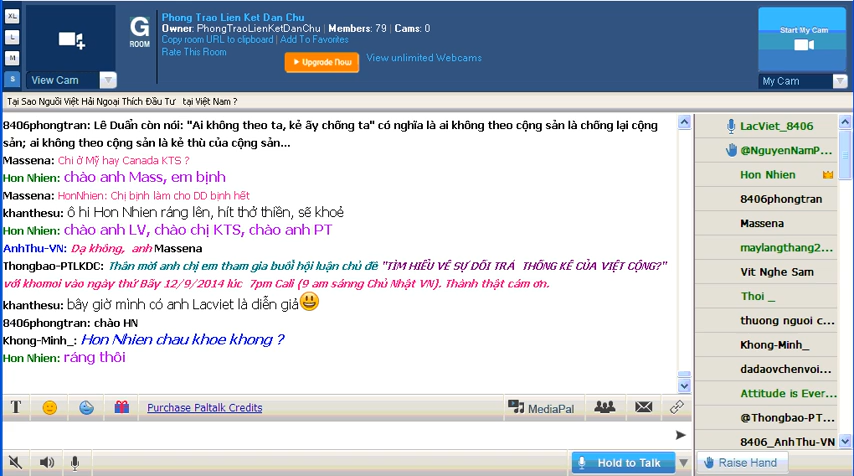 XL
L
M
S
View Cam
G
ROOM
Phong Trao Lien Ket Dan Chu
Owner: PhongTraoLienKetDanChu | Members: 79 | Cams: 0
Copy room URL to clipboard | Add To Favorites
Rate This Room
Upgrade Now
View unlimited Webcams
Start My Cam
My Cam
Tại Sao Người Việt Hải Ngoại Thích Đầu Tư tại Việt Nam ?
8406phongtran: Lê Duẩn còn nói: "Ai không theo ta, kẻ ấy chống ta" có nghĩa là ai không theo cộng sản là chống lại cộng
sản; ai không theo cộng sản là kẻ thù của cộng sản...
Massena: Chi ở Mỹ hay Canada KTS ?
Hon Nhien: chào anh Mass, em bịnh
Massena: HonNhien: Chị bịnh làm cho DD bịnh hết
khanthesu: ô hi Hon Nhien ráng lên, hít thở thiền, sẽ khoẻ
Hon Nhien: chào anh LV, chào chị KTS, chào anh PT
AnhThu-VN: Dạ không, anh Massena
Thongbao-PTLKDC: Thân mời anh chị em tham gia buổi hội luận chủ đề "TÌM HIỂU VỀ SỰ DỐI TRÁ THỐNG KÊ CỦA VIỆT CỘNG?"
với khomoi vào ngày thứ Bảy 12/9/2014 lúc 7pm Cali (9 am sánng Chủ Nhật VN). Thành thật cám ơn.
khanthesu: bây giờ mình có anh Lacviet là diễn giả
8406phongtran: chào HN
Khong-Minh_: Hon Nhien chau khoe khong ?
Hon Nhien: ráng thôi
T
Purchase Paltalk Credits
MediaPal
Hold to Talk
LacViet_8406
@NguyenNamP...
Hon Nhien
8406phongtran
Massena
maylangthang2...
Vit Nghe Sam
Thoi _
thuong nguoi c...
Khong-Minh_
dadaovchenvoi...
Attitude is Ever...
@Thongbao-PT...
8406_AnhThu-VN
Raise Hand